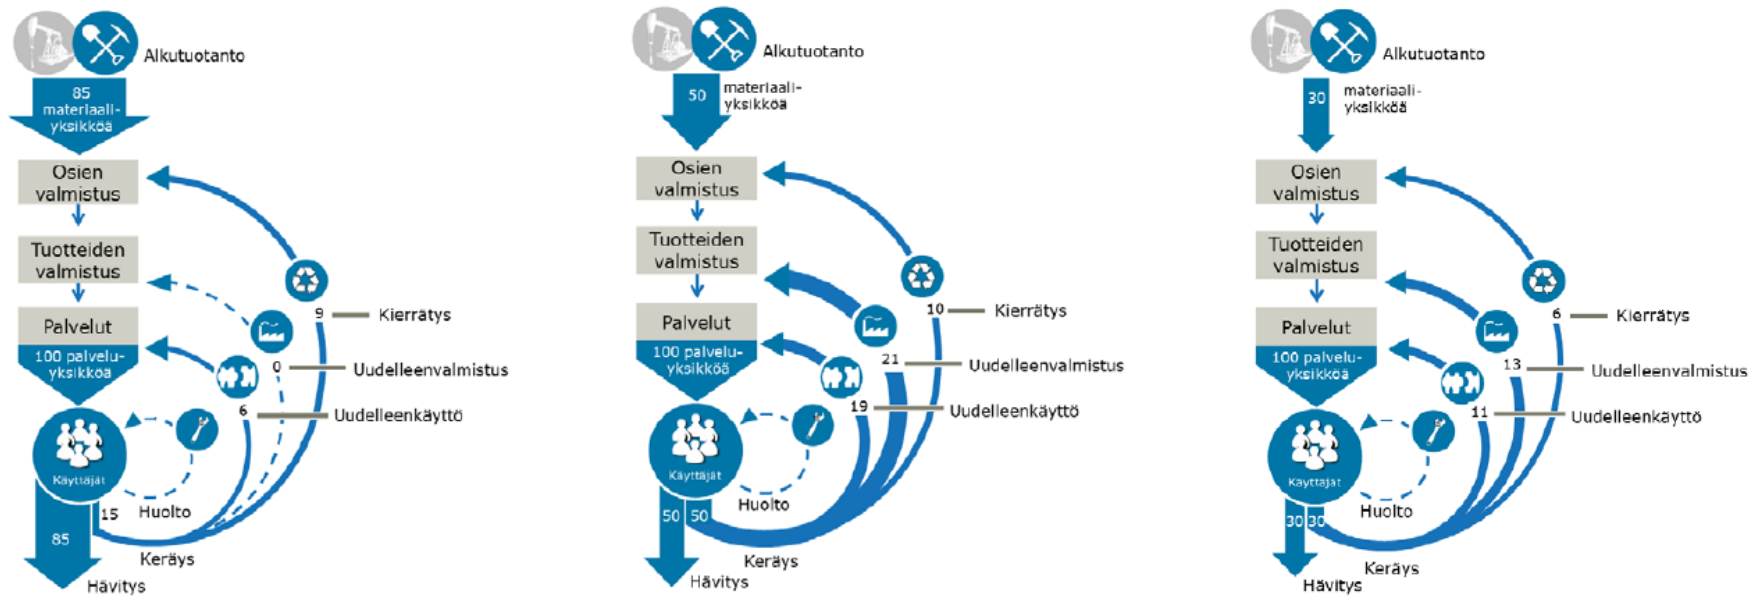 Alkutuotanto
85
materiaali-
yksikköä
Osien
valmistus
Tuotteiden
valmistus
Palvelut
100 palvelu-
yksikköä
Käyttäjät
9
Kierrätys
0
Uudelleenvalmistus
6
Uudelleenkäyttö
15
Huolto
85
Keräys
Hävitys
Alkutuotanto
50
materiaali-
yksikköä
Osien
valmistus
Tuotteiden
valmistus
Palvelut
100 palvelu-
yksikköä
Käyttäjät
10
Kierrätys
21
Uudelleenvalmistus
19
Uudelleenkäyttö
Huolto
50 50
Keräys
Hävitys
Alkutuotanto
30
materiaali-
yksikköä
Osien
valmistus
Tuotteiden
valmistus
Palvelut
100 palvelu-
yksikköä
Käyttäjät
6
Kierrätys
13
Uudelleenvalmistus
11
Uudelleenkäyttö
Huolto
30 30
Keräys
Hävitys